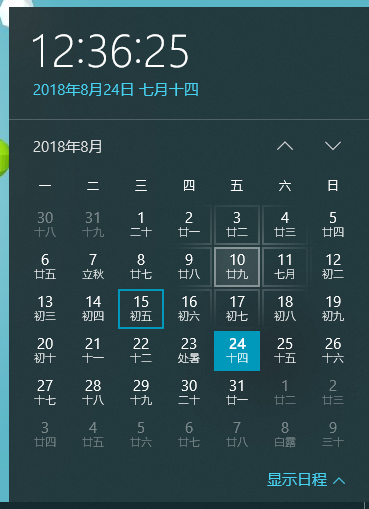 12:36:25
2018年8月24日 七月十四
2018年8月
一 二 三 四 五 六 日
30 31 1 2 3 4 5
十八 十九 二十 廿一 廿二 廿三 廿四
6 7 8 9 10 11 12
廿五 立秋 廿七 廿八 廿九 七月 初二
13 14 15 16 17 18 19
初三 初四 初五 初六 初七 初八 初九
20 21 22 23 24 25 26
初十 十一 十二 处暑 十四 十五 十六
27 28 29 30 31 1 2
十七 十八 十九 二十 廿一 廿二 廿三
3 4 5 6 7 8 9
廿四 廿五 廿六 廿七 廿八 白露 三十
显示日程